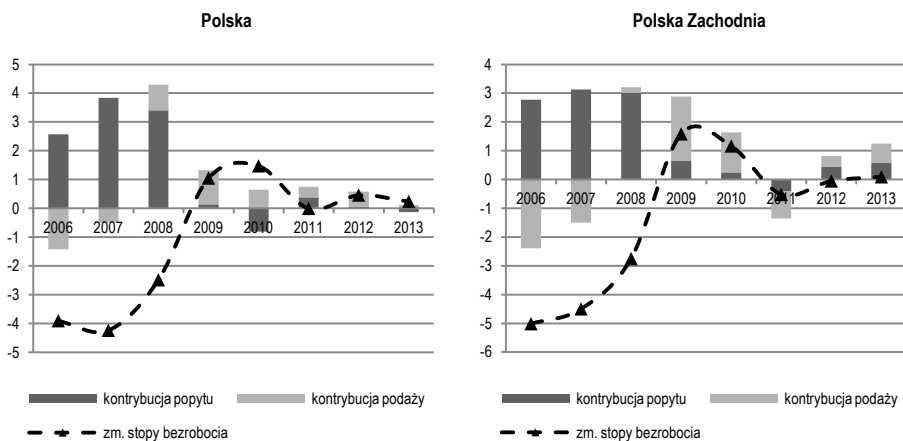 Polska
5
4
3
2
1
0
-1
-2
-3
-4
-5
2006 2007 2008 2009 2010 2011 2012 2013
kontrybucja popytu kontrybucja podaży
zm. stopy bezrobocia
Polska Zachodnia
4
3
2
1
0
-1
-2
-3
-4
-5
-6
2006 2007 2008 2009 2010 2011 2012 2013
kontrybucja popytu kontrybucja podaży
zm. stopy bezrobocia